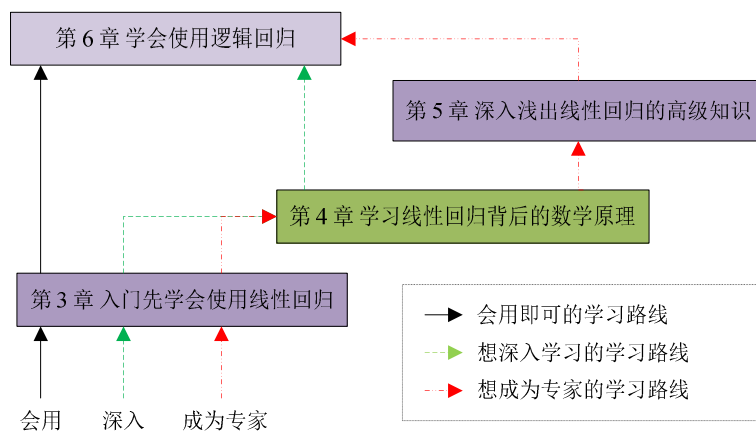 第 6 章 学会使用逻辑回归
第 5 章 深入浅出线性回归的高级知识
第 4 章 学习线性回归背后的数学原理
第 3 章 入门先学会使用线性回归
会用即可的学习路线
想深入学习的学习路线
想成为专家的学习路线
会用
深入
成为专家